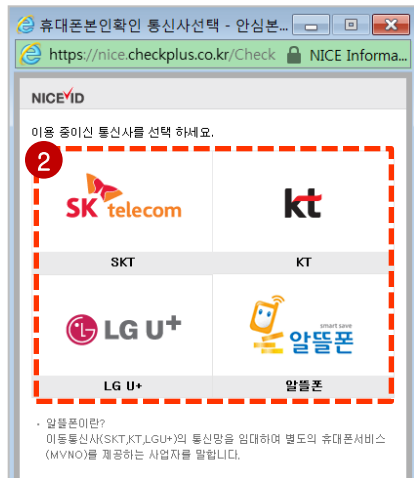 휴대폰본인확인 통신사선택 - 안심본...
https://nice.checkplus.co.kr/Check NICE Informa...
NICE ID
이용 중이신 통신사를 선택 하세요.
2
SK telecom
kt
SKT
KT
LG U+
smart save
알뜰폰
LG U+
알뜰폰
· 알뜰폰이란?
이동통신사(SKT,KT,LGU+)의 통신망을 임대하여 별도의 휴대폰서비스
(MVNO)를 제공하는 사업자를 말합니다.